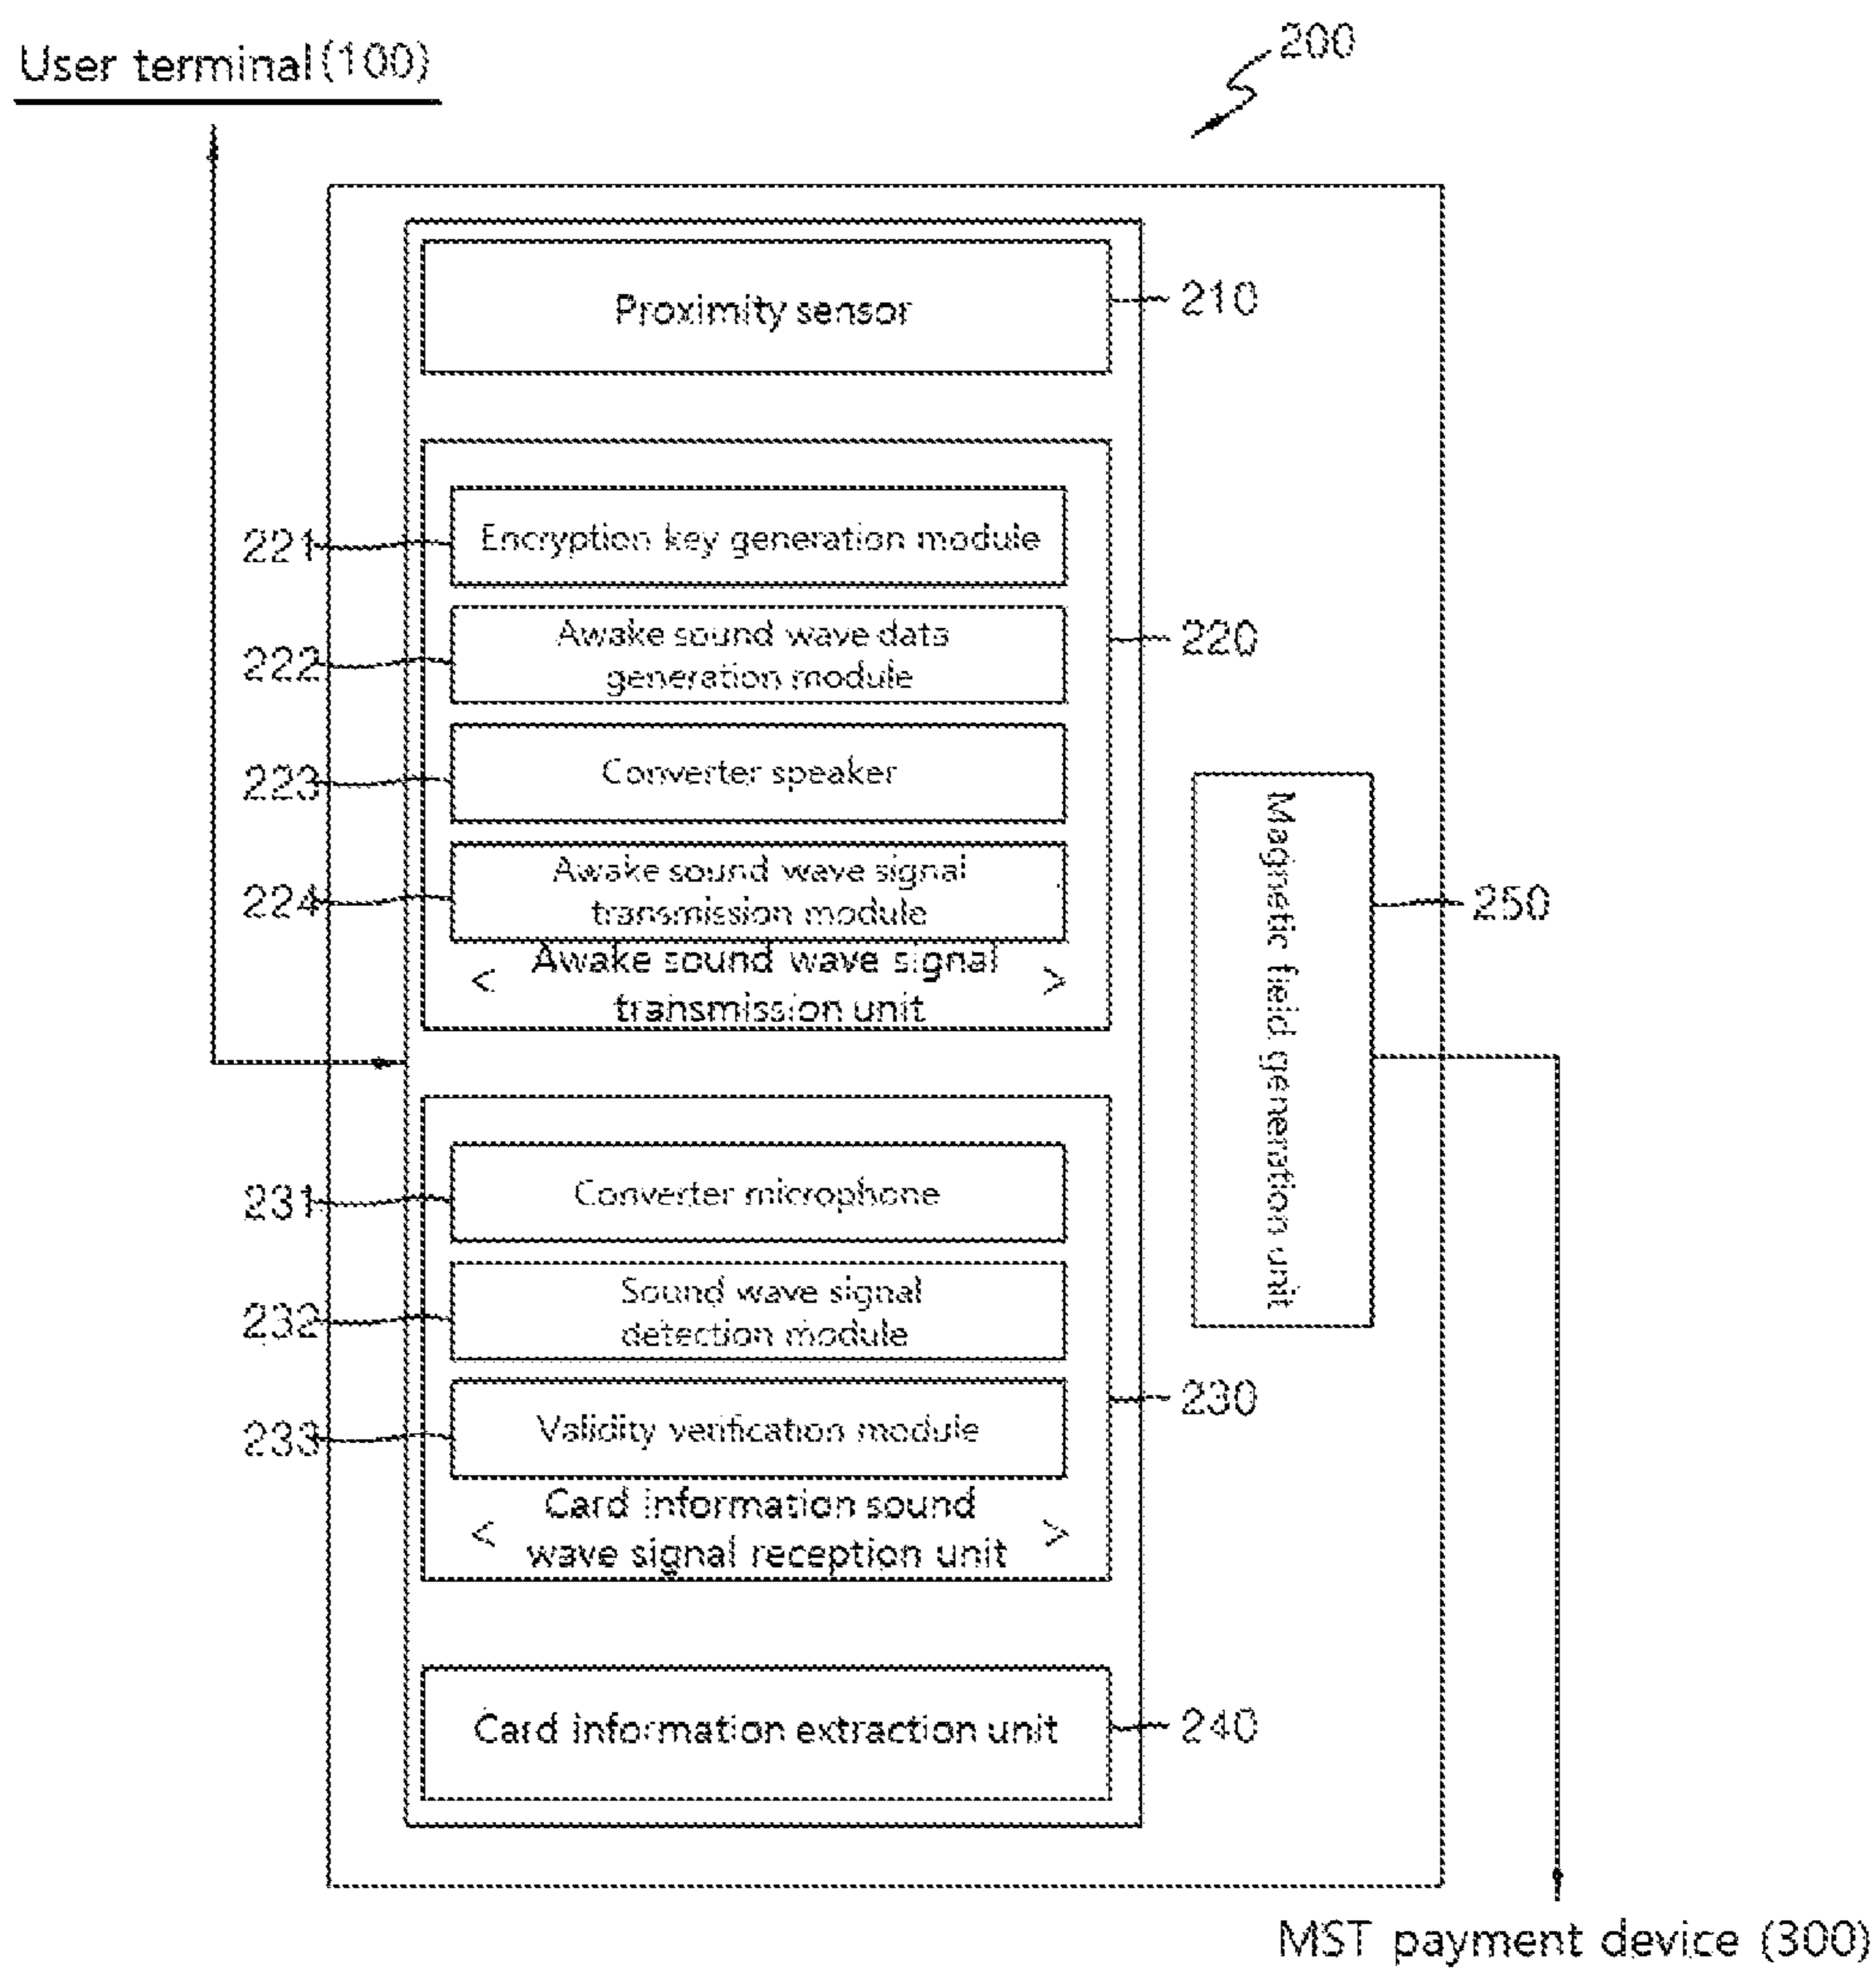 User terminal(100)
200
Proximity sensor
210
221
Encryption key generation module
222
Awake sound wave data
generation module
220
223
Converter speaker
224
Awake sound wave signal
transmission module
< Awake sound wave signal >
transmission unit
Magnetic field generation unit
250
231
Converter microphone
232
Sound wave signal
detection module
233
Validity verification module
230
< Card information sound >
wave signal reception unit
Card information extraction unit
240
MST payment device (300)